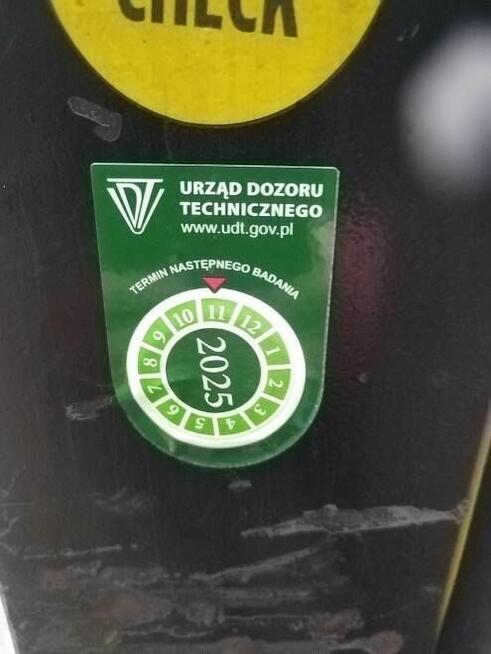 CHECK
UDT
URZĄD DOZORU
TECHNICZNEGO
www.udt.gov.pl
TERMIN NASTĘPNEGO BADANIA
1 2 3 4 5 6 7 8 9 10 11 12
2025